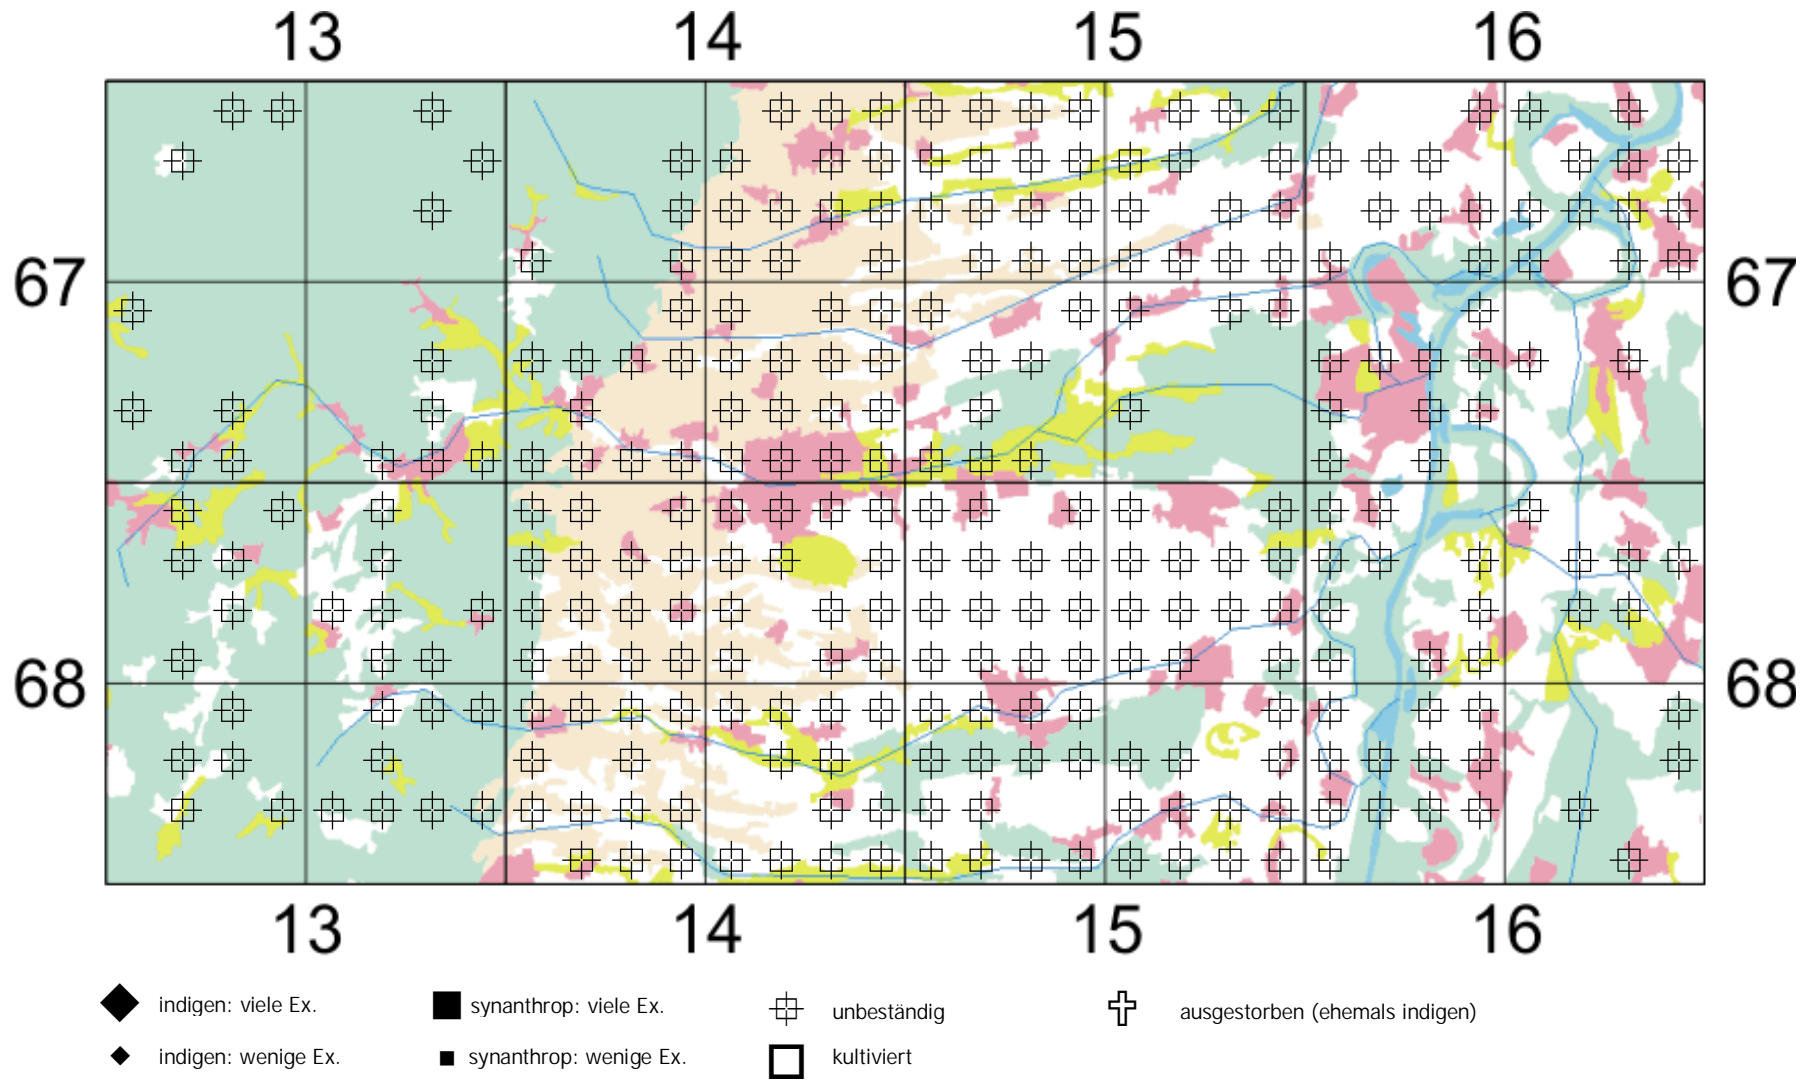 13 14 15 16
67 67
68 68
13 14 15 16
indigen: viele Ex. synanthrop: viele Ex. unbeständig ausgestorben (ehemals indigen)
indigen: wenige Ex. synanthrop: wenige Ex. kultiviert